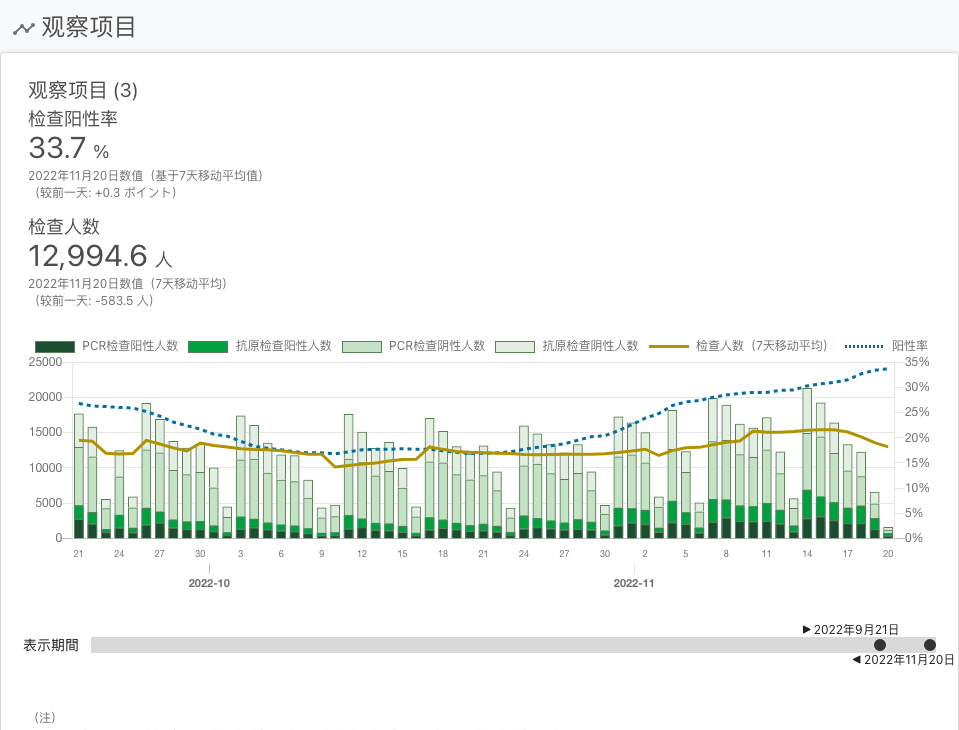 观察项目
观察项目 (3)
检查阳性率
33.7 %
2022年11月20日数值（基于7天移动平均值）
（较前一天: +0.3 ポイント）
检查人数
12,994.6 人
2022年11月20日数值（7天移动平均）
（较前一天: -583.5 人）
PCR检查阳性人数 抗原检查阳性人数 PCR检查阴性人数 抗原检查阴性人数 检查人数（7天移动平均） 阳性率
25000 35%
30%
20000
25%
15000
20%
10000 15%
10%
5000
5%
0 0%
21 24 27 30 3 6 9 12 15 18 21 24 27 30 2 5 8 11 14 17 20
2022-10 2022-11
▶ 2022年9月21日
表示期間
◀ 2022年11月20日
（注）